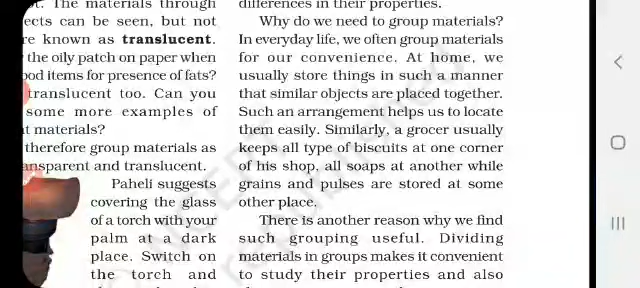 The materials through
ects can be seen, but not
re known as translucent.
the oily patch on paper when
ood items for presence of fats?
translucent too. Can you
some more examples of
t materials?
therefore group materials as
ansparent and translucent.
Paheli suggests
covering the glass
of a torch with your
palm at a dark
place. Switch on
the torch and
differences in their properties.
Why do we need to group materials?
In everyday life, we often group materials
for our convenience. At home, we
usually store things in such a manner
that similar objects are placed together.
Such an arrangement helps us to locate
them easily. Similarly, a grocer usually
keeps all type of biscuits at one corner
of his shop, all soaps at another while
grains and pulses are stored at some
other place.
There is another reason why we find
such grouping useful. Dividing
materials in groups makes it convenient
to study their properties and also